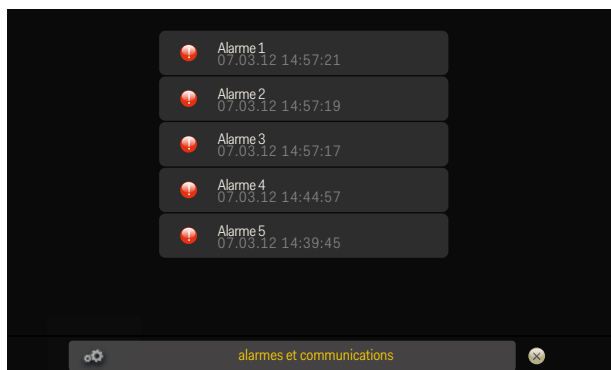 Alarme 1
07.03.12 14:57:21
Alarme 2
07.03.12 14:57:19
Alarme 3
07.03.12 14:57:17
Alarme 4
07.03.12 14:44:57
Alarme 5
07.03.12 14:39:45
alarmes et communications